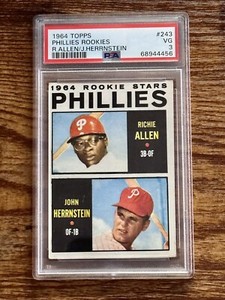 1964 TOPPS #243
PHILLIES ROOKIES VG
R.ALLEN/J.HERRNSTEIN 3
PSA 68944456
1964 ROOKIE STARS
PHILLIES
RICHIE
ALLEN
3B-OF
P
JOHN
HERRNSTEIN
OF-1B
P